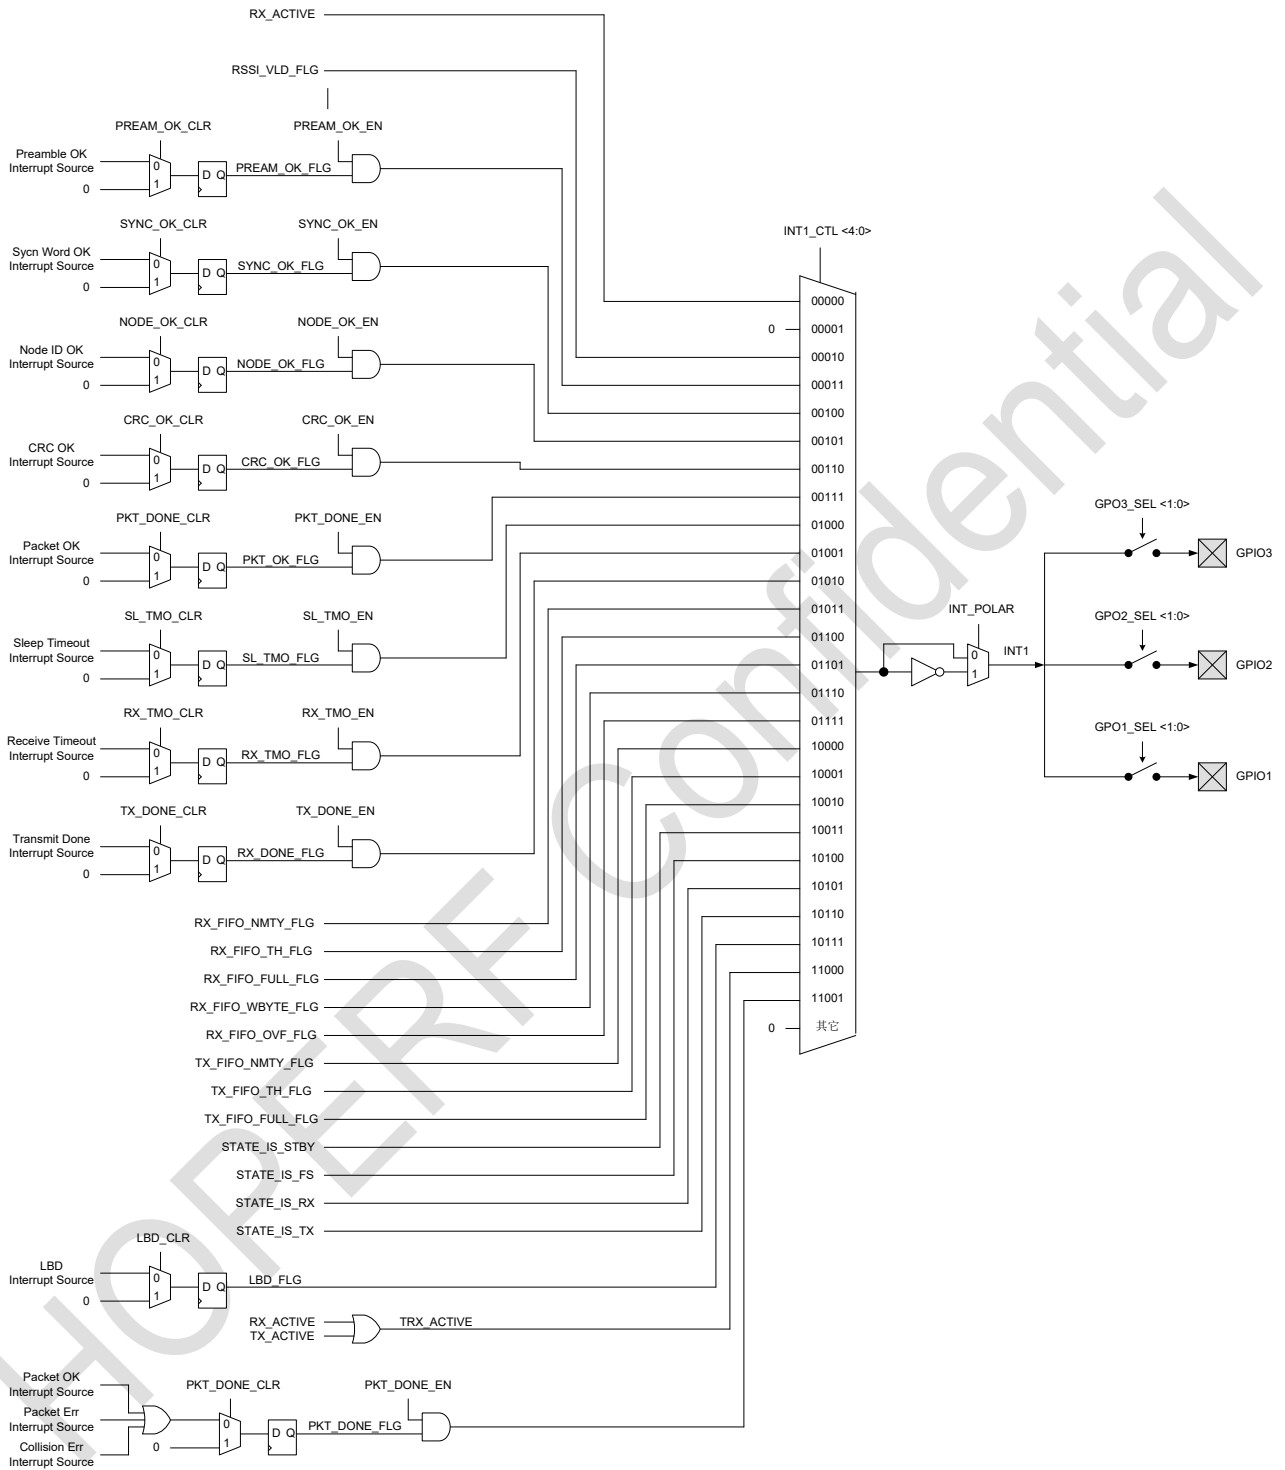 RX_ACTIVE
RSSI_VLD_FLG
PREAM_OK_CLR
PREAM_OK_EN
Preamble OK
Interrupt Source
0
0
1
D Q
PREAM_OK_FLG
SYNC_OK_CLR
SYNC_OK_EN
Sycn Word OK
Interrupt Source
0
0
1
D Q
SYNC_OK_FLG
NODE_OK_CLR
NODE_OK_EN
Node ID OK
Interrupt Source
0
0
1
D Q
NODE_OK_FLG
CRC_OK_CLR
CRC_OK_EN
CRC OK
Interrupt Source
0
0
1
D Q
CRC_OK_FLG
PKT_DONE_CLR
PKT_DONE_EN
Packet OK
Interrupt Source
0
0
1
D Q
PKT_OK_FLG
SL_TMO_CLR
SL_TMO_EN
Sleep Timeout
Interrupt Source
0
0
1
D Q
SL_TMO_FLG
RX_TMO_CLR
RX_TMO_EN
Receive Timeout
Interrupt Source
0
0
1
D Q
RX_TMO_FLG
TX_DONE_CLR
TX_DONE_EN
Transmit Done
Interrupt Source
0
0
1
D Q
RX_DONE_FLG
RX_FIFO_NMTY_FLG
RX_FIFO_TH_FLG
RX_FIFO_FULL_FLG
RX_FIFO_WBYTE_FLG
RX_FIFO_OVF_FLG
TX_FIFO_NMTY_FLG
TX_FIFO_TH_FLG
TX_FIFO_FULL_FLG
STATE_IS_STBY
STATE_IS_FS
STATE_IS_RX
STATE_IS_TX
LBD_CLR
LBD
Interrupt Source
0
0
1
D Q
LBD_FLG
RX_ACTIVE
TX_ACTIVE
TRX_ACTIVE
Packet OK
Interrupt Source
Packet Err
Interrupt Source
Collision Err
Interrupt Source
PKT_DONE_CLR
PKT_DONE_EN
0
0
1
D Q
PKT_DONE_FLG
INT1_CTL <4:0>
00000
0
00001
00010
00011
00100
00101
00110
00111
01000
01001
01010
01011
01100
01101
01110
01111
10000
10001
10010
10011
10100
10101
10110
10111
11000
11001
0
其它
INT_POLAR
0
1
INT1
GPO3_SEL <1:0>
GPIO3
GPO2_SEL <1:0>
GPIO2
GPO1_SEL <1:0>
GPIO1
HOPERF Confidential